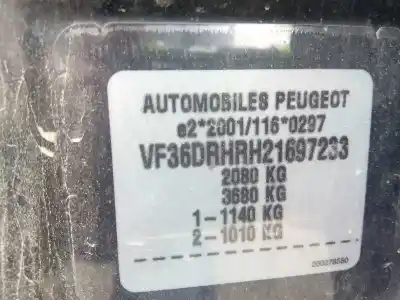 AUTOMOBILES PEUGEOT
e2*2001/116*0297
VF36DRHRH21697233
2080 KG
3680 KG
1-1140 KG
2-1010 KG